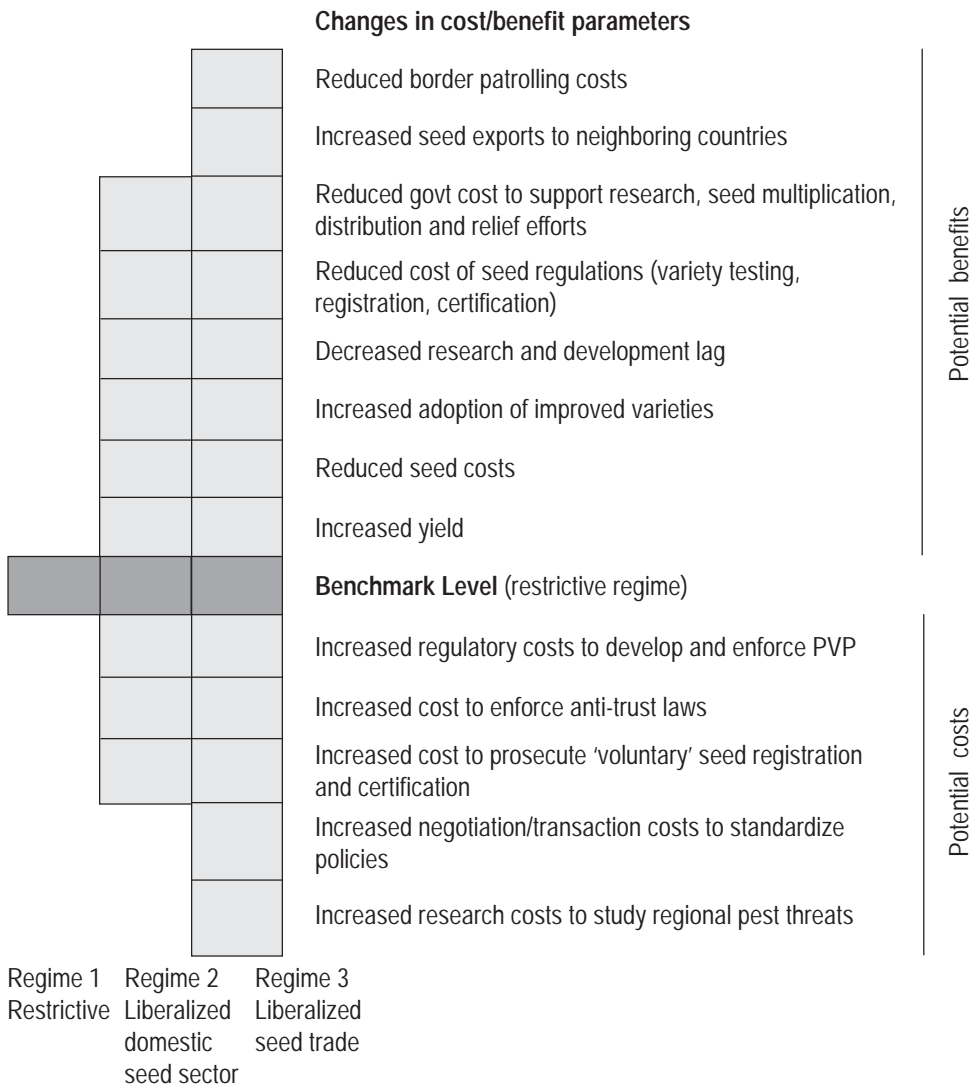 Changes in cost/benefit parameters
Reduced border patrolling costs
Increased seed exports to neighboring countries
Reduced govt cost to support research, seed multiplication,
distribution and relief efforts
Reduced cost of seed regulations (variety testing,
registration, certification)
Decreased research and development lag
Increased adoption of improved varieties
Reduced seed costs
Increased yield
Potential benefits
Benchmark Level (restrictive regime)
Increased regulatory costs to develop and enforce PVP
Increased cost to enforce anti-trust laws
Increased cost to prosecute ‘voluntary’ seed registration
and certification
Increased negotiation/transaction costs to standardize
policies
Increased research costs to study regional pest threats
Potential costs
Regime 1
Restrictive
Regime 2
Liberalized
domestic
seed sector
Regime 3
Liberalized
seed trade